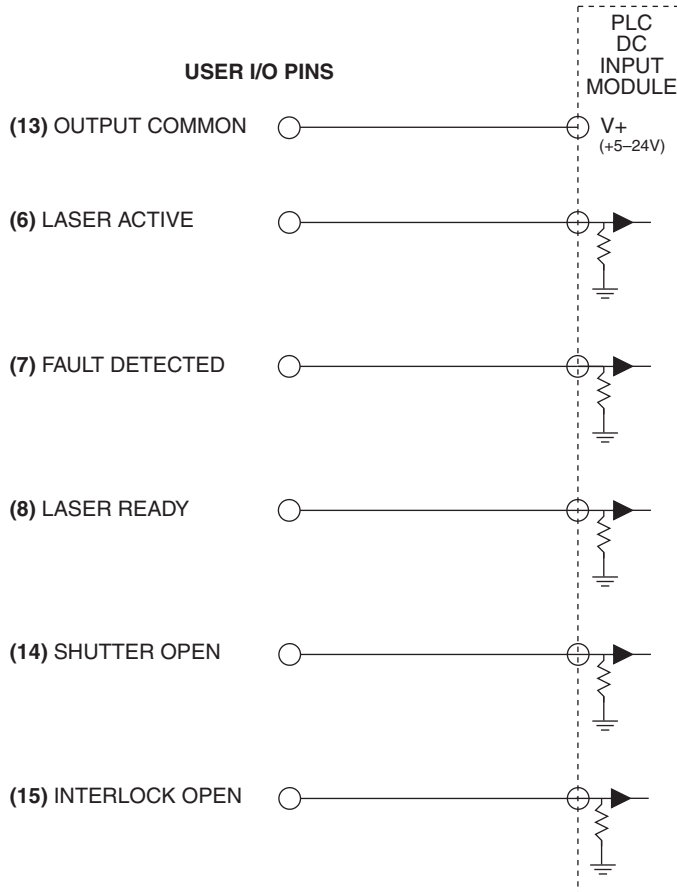 PLC
DC
INPUT
MODULE
USER I/O PINS
(13) OUTPUT COMMON
V+
(+5–24V)
(6) LASER ACTIVE
(7) FAULT DETECTED
(8) LASER READY
(14) SHUTTER OPEN
(15) INTERLOCK OPEN